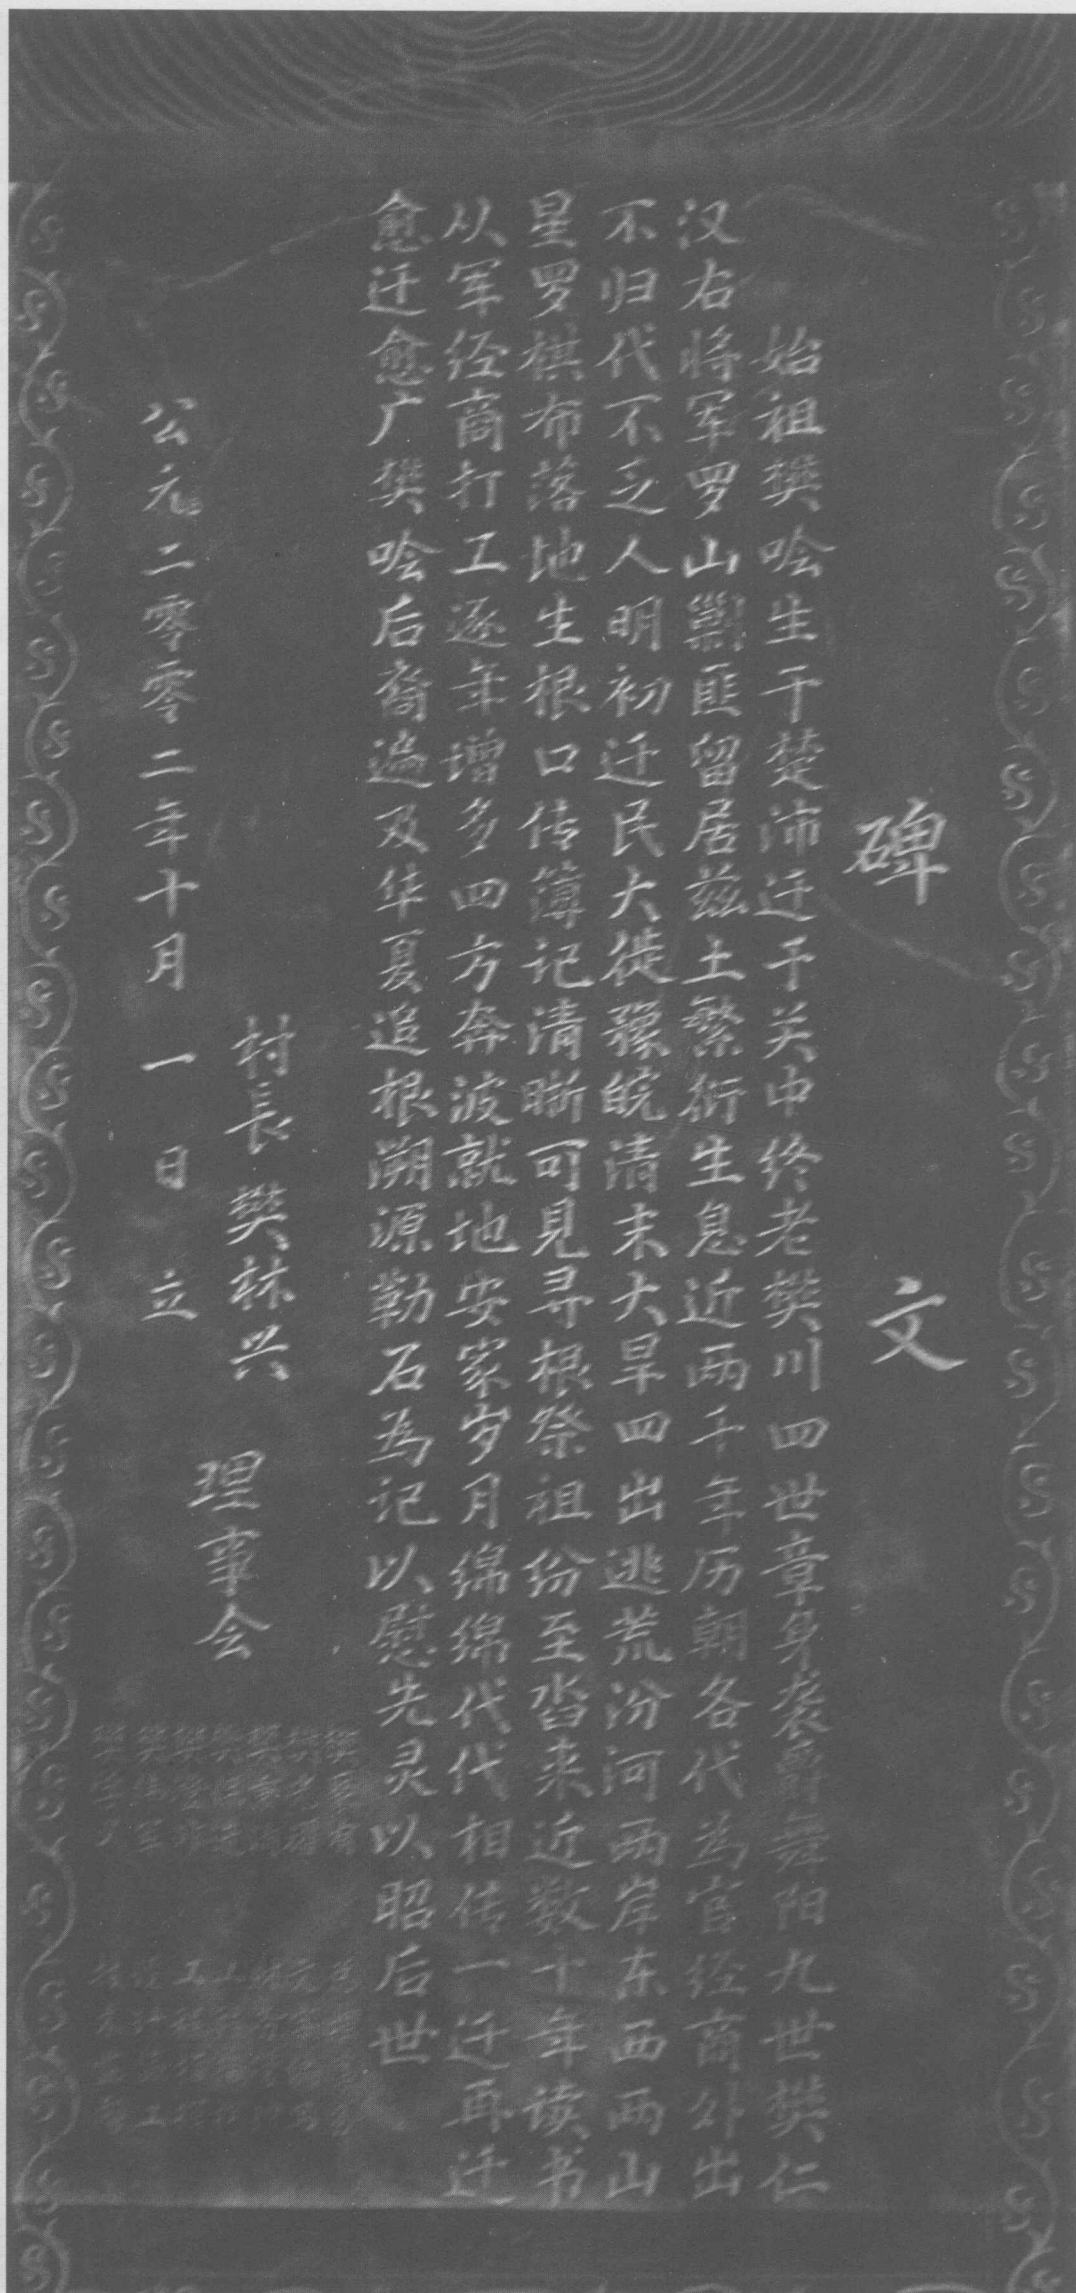 碑文
始祖樊哙生于楚沛迁于关中终老樊川四世章身袭爵舞阳九世樊仁
汉右将军罗山剿匪留居兹土繁衍生息近两千年历朝各代为官经商外出
不归代不乏人明初迁民大徙豫皖清末大旱四出逃荒汾河两岸东西两山
星罗棋布落地生根口传簿记清晰可見寻根祭祖纷至沓来近数十年读书
从军经商打工逐年增多四方奔波就地安家岁月绵绵代代相传一迁再迁
愈迁愈广樊哙后裔遍及华夏追根溯源勒石为记以慰先灵以昭后世
村長 樊林兴
理事会
公元二零零二年十月一日立